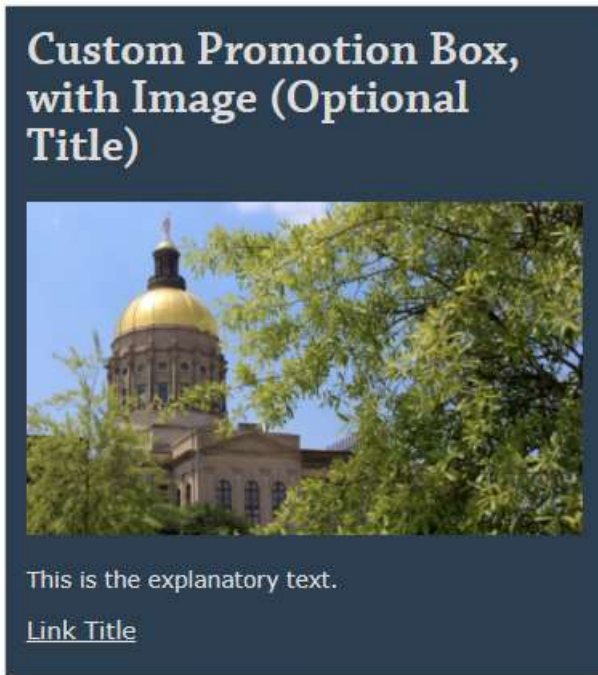 Custom Promotion Box,
with Image (Optional
Title)
This is the explanatory text.
Link Title